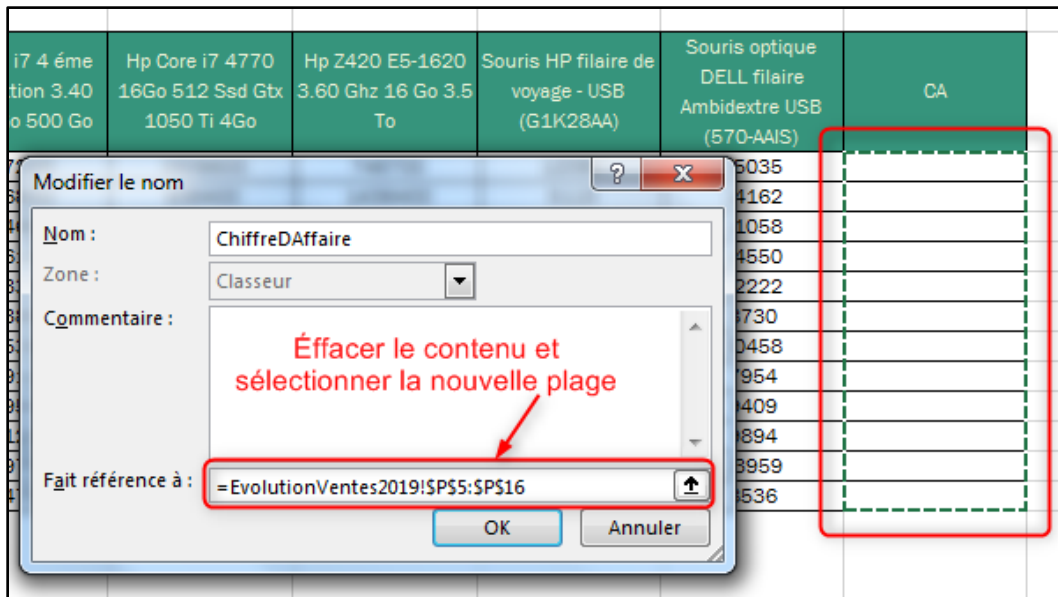 i7 4 éme
tion 3.40
o 500 Go
Hp Core i7 4770
16Go 512 Ssd Gtx
1050 Ti 4Go
Hp Z420 E5-1620
3.60 Ghz 16 Go 3.5
To
Souris HP filaire de
voyage - USB
(G1K28AA)
Souris optique
DELL filaire
Ambidextre USB
(570-AAIS)
CA
Modifier le nom
5035
4162
Nom :
ChiffreDAffaire
1058
Zone :
Classeur
4550
2222
Commentaire :
730
Éffacer le contenu et
sélectionner la nouvelle plage
0458
7954
409
894
3959
Fait référence à :
=EvolutionVentes2019!$P$5:$P$16
536
OK
Annuler